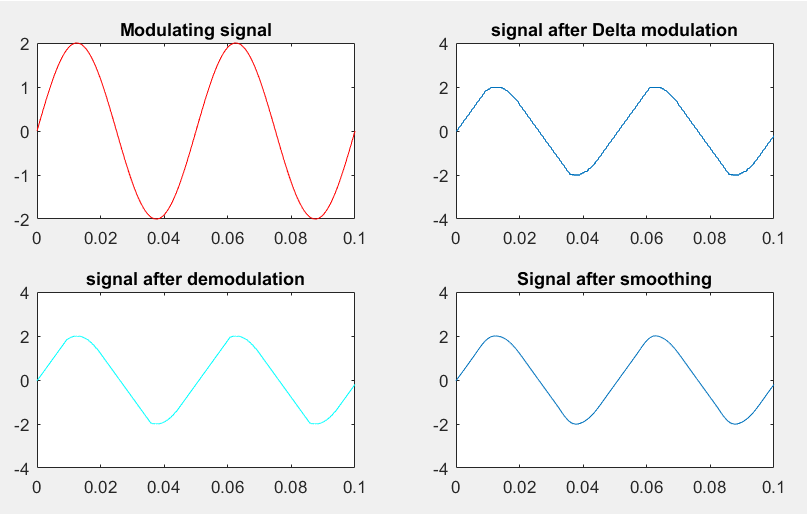 Modulating signal
2
1
0
-1
-2
0 0.02 0.04 0.06 0.08 0.1
signal after Delta modulation
4
2
0
-2
-4
0 0.02 0.04 0.06 0.08 0.1
signal after demodulation
4
2
0
-2
-4
0 0.02 0.04 0.06 0.08 0.1
Signal after smoothing
4
2
0
-2
-4
0 0.02 0.04 0.06 0.08 0.1